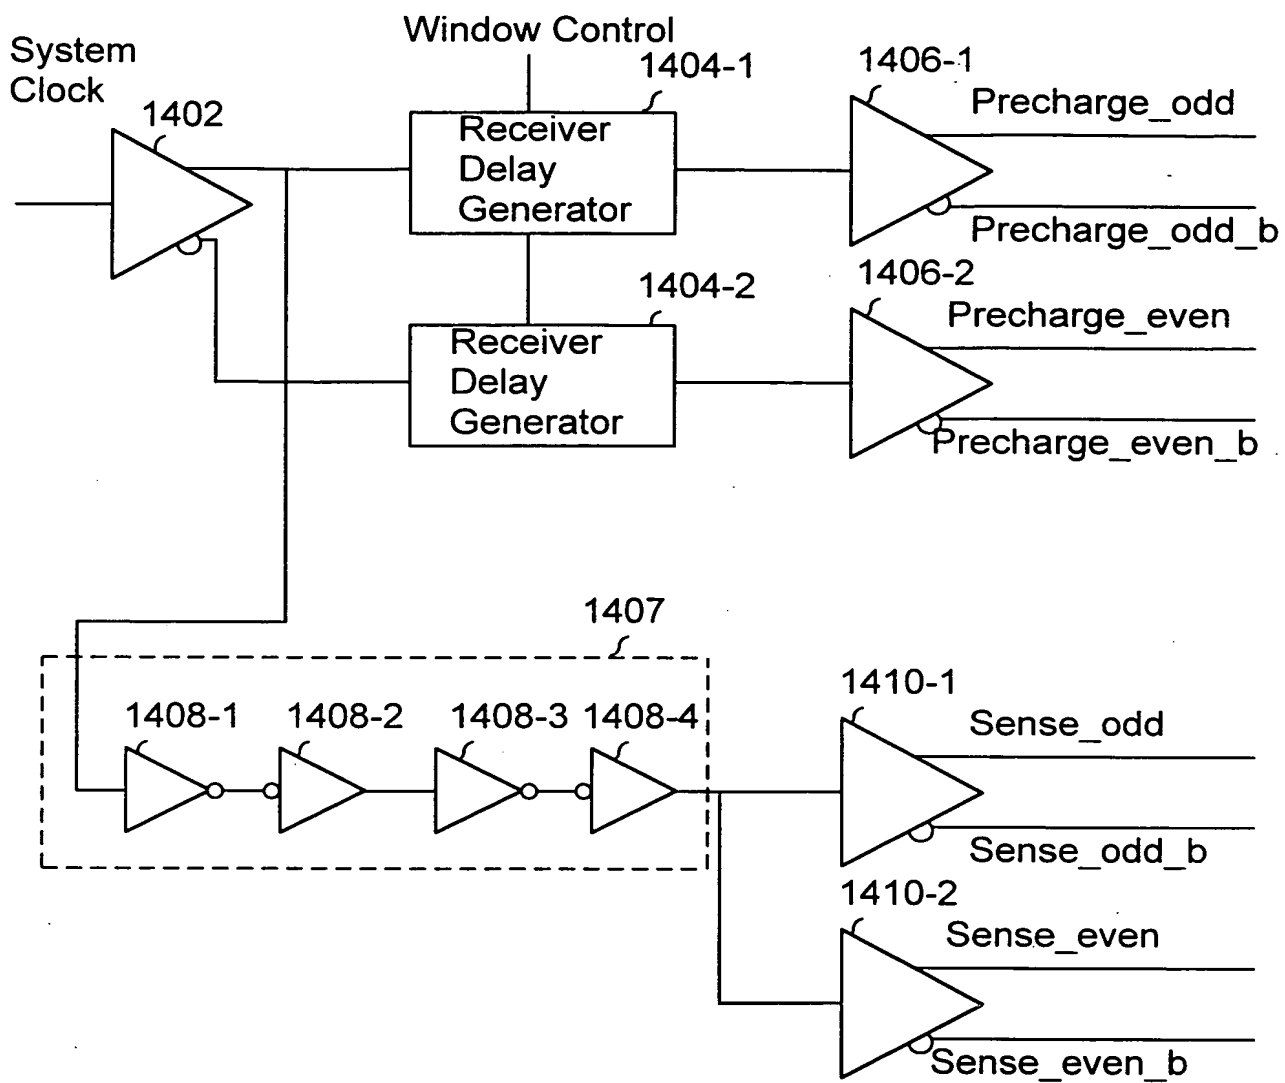 System
Clock
1402
Window Control
1404-1
Receiver
Delay
Generator
1406-1
Precharge_odd
Precharge_odd_b
1404-2
Receiver
Delay
Generator
1406-2
Precharge_even
Precharge_even_b
1407
1408-1
1408-2
1408-3
1408-4
1410-1
Sense_odd
Sense_odd_b
1410-2
Sense_even
Sense_even_b